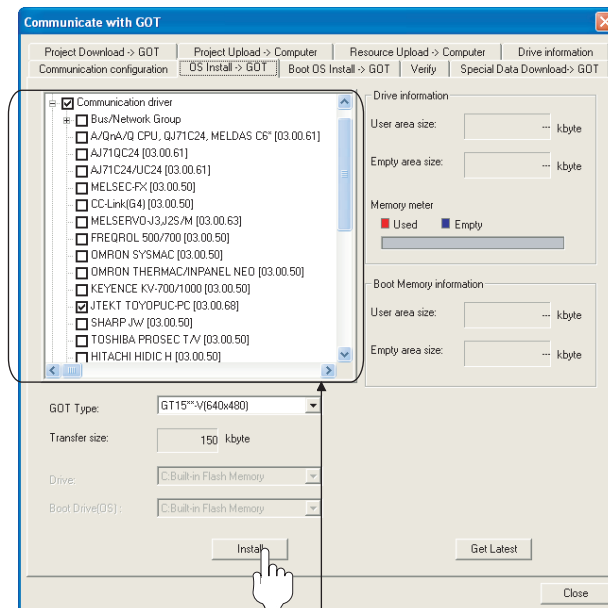 Communicate with GOT
Project Download -> GOT
Project Upload -> Computer
Resource Upload -> Computer
Drive information
Communication configuration
OS Install -> GOT
Boot OS Install -> GOT
Verify
Special Data Download-> GOT
Communication driver
Bus/Network Group
A/QnA/Q CPU, QJ71C24, MELDAS C6* [03.00.61]
AJ71QC24 [03.00.61]
AJ71C24/UC24 [03.00.61]
MELSEC-FX [03.00.50]
CC-Link(G4) [03.00.50]
MELSERVO-J3,J2S/M [03.00.63]
FREQROL 500/700 [03.00.50]
OMRON SYSMAC [03.00.50]
OMRON THERMAC/INPANEL NEO [03.00.50]
KEYENCE KV-700/1000 [03.00.50]
JTEKT TOYOPUC-PC [03.00.68]
SHARP JW [03.00.50]
TOSHIBA PROSEC T/V [03.00.50]
HITACHI HIDIC H [03.00.50]
Drive information
User area size: --- kbyte
Empty area size: --- kbyte
Memory meter
Used Empty
Boot Memory information
User area size: --- kbyte
Empty area size: --- kbyte
GOT Type: GT15**-V(640x480)
Transfer size: 150 kbyte
Drive: C:Built-in Flash Memory
Boot Drive(OS) : C:Built-in Flash Memory
Install
Get Latest
Close